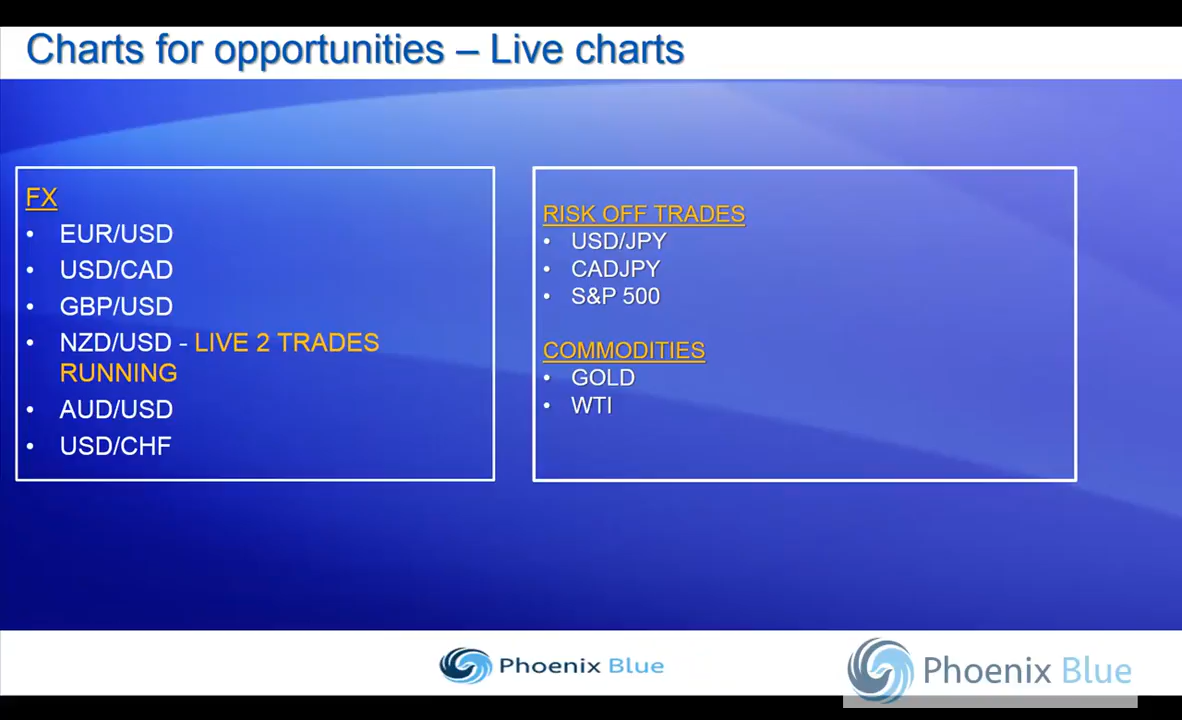 Charts for opportunities – Live charts
FX
• EUR/USD
• USD/CAD
• GBP/USD
• NZD/USD - LIVE 2 TRADES
RUNNING
• AUD/USD
• USD/CHF
RISK OFF TRADES
• USD/JPY
• CADJPY
• S&P 500
COMMODITIES
• GOLD
• WTI
Phoenix Blue
Phoenix Blue